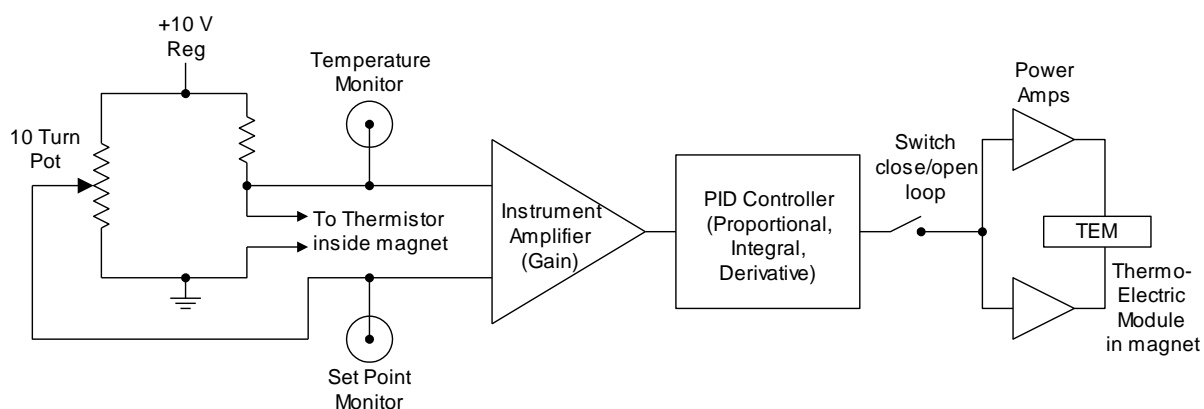 +10 V
Reg
Temperature
Monitor
10 Turn
Pot
To Thermistor
inside magnet
Set Point
Monitor
Instrument
Amplifier
(Gain)
PID Controller
(Proportional,
Integral,
Derivative)
Switch
close/open
loop
Power
Amps
TEM
Thermo-
Electric
Module
in magnet